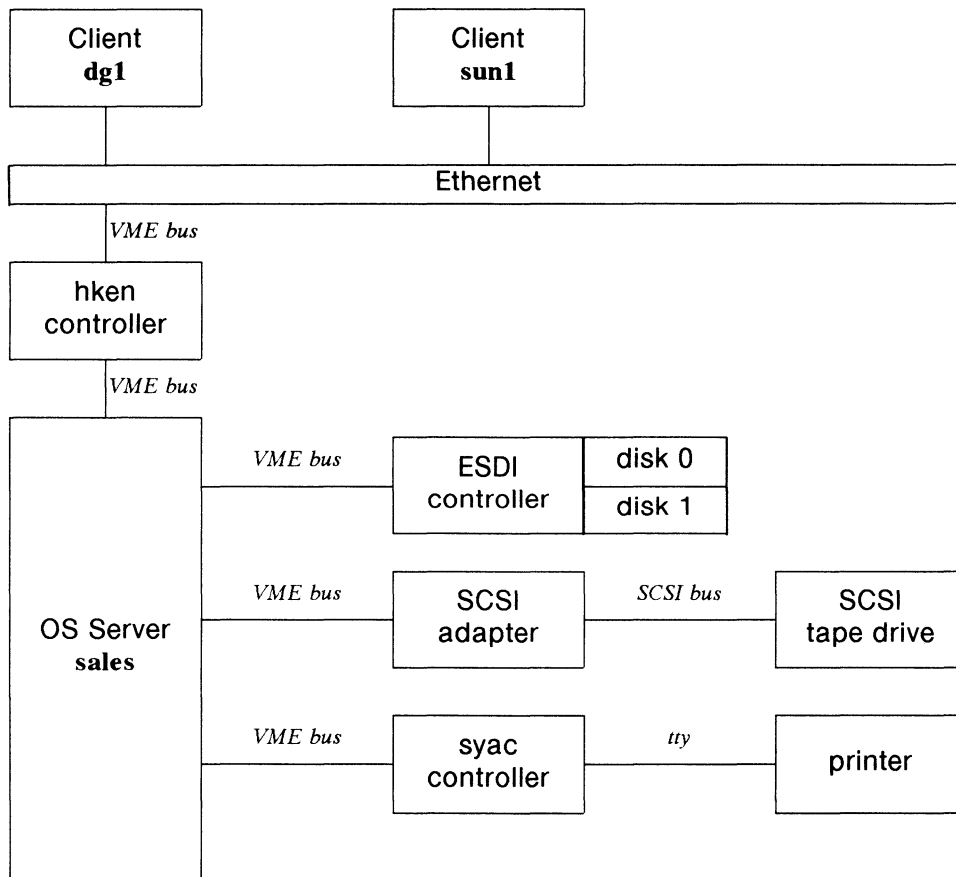 Client
dg1
Client
sun1
Ethernet
VME bus
hken
controller
VME bus
VME bus
ESDI
controller
disk 0
disk 1
VME bus
SCSI
adapter
SCSI bus
SCSI
tape drive
OS Server
sales
VME bus
syac
controller
tty
printer